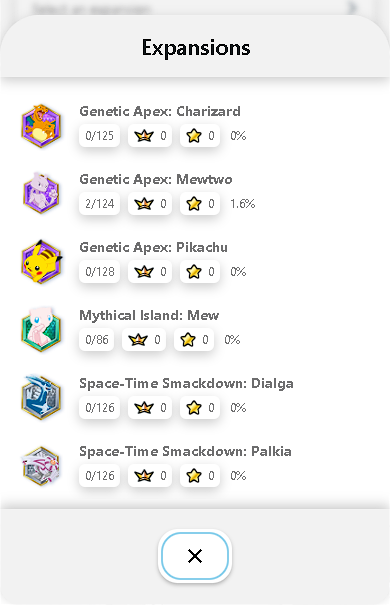 Select an expansion
Expansions
Genetic Apex: Charizard
0/125 0 0 0%
Genetic Apex: Mewtwo
2/124 0 0 1.6%
Genetic Apex: Pikachu
0/128 0 0 0%
Mythical Island: Mew
0/86 0 0 0%
Space-Time Smackdown: Dialga
0/126 0 0 0%
Space-Time Smackdown: Palkia
0/126 0 0 0%